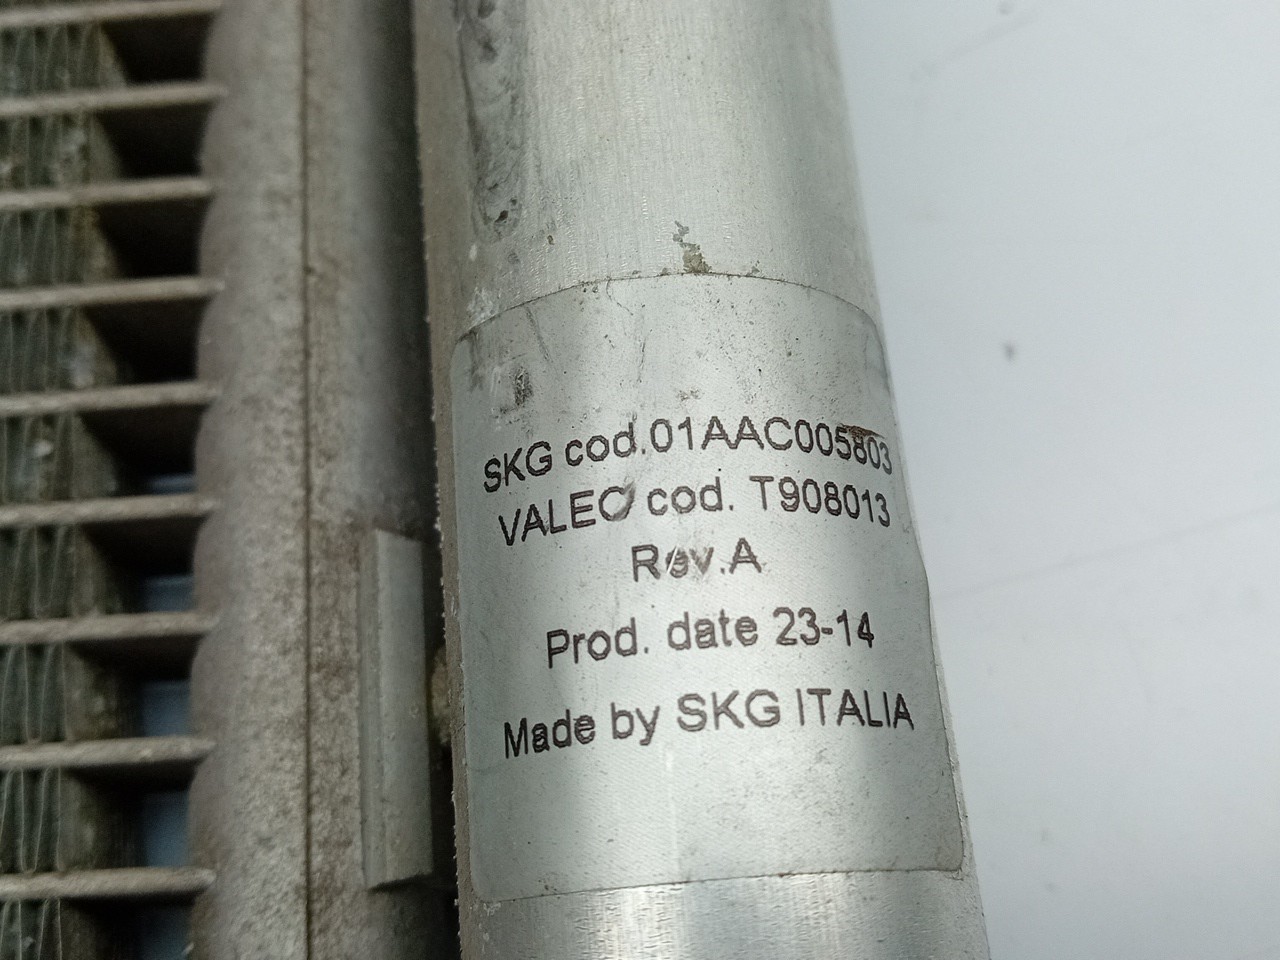 SKG cod.01AAC005803
VALEO cod. T908013
Rev.A
Prod. date 23-14
Made by SKG ITALIA